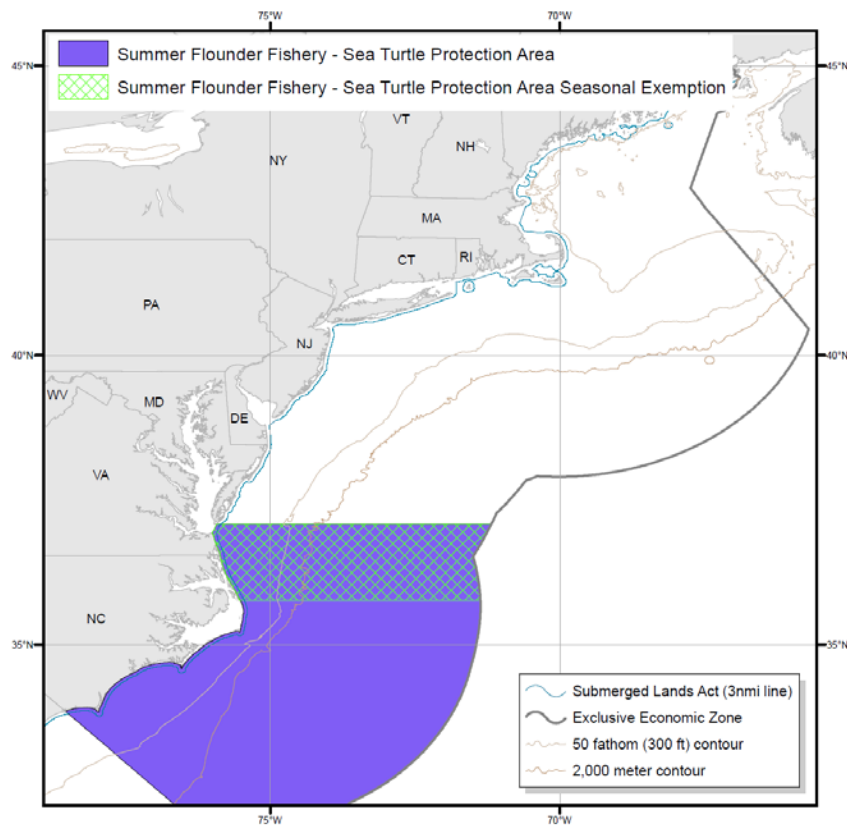 75°W 70°W
Summer Flounder Fishery - Sea Turtle Protection Area
45°N 45°N
Summer Flounder Fishery - Sea Turtle Protection Area Seasonal Exemption
VT
NH
NY
MA
CT RI
PA
NJ
40°N 40°N
WV
MD
DE
VA
NC
35°N 35°N
Submerged Lands Act (3nmi line)
Exclusive Economic Zone
50 fathom (300 ft) contour
2,000 meter contour
75°W 70°W